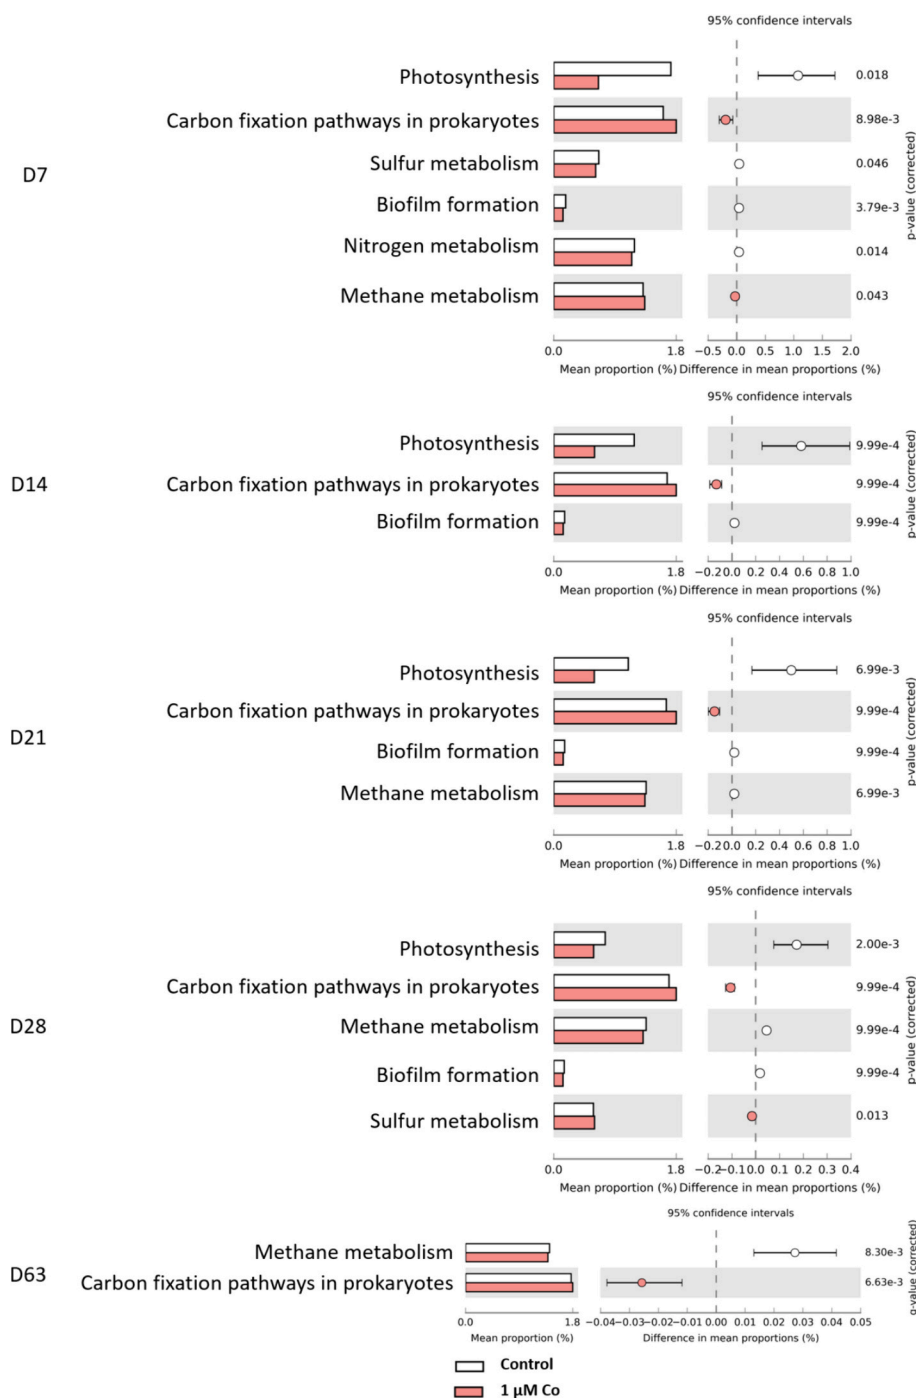 95% confidence intervals
D7
Photosynthesis 0.018
Carbon fixation pathways in prokaryotes 8.98e-3
Sulfur metabolism 0.046
Biofilm formation 3.79e-3
Nitrogen metabolism 0.014
Methane metabolism 0.043
p-value (corrected)
0.0 1.8 −0.5 0.0 0.5 1.0 1.5 2.0
Mean proportion (%) Difference in mean proportions (%)
95% confidence intervals
D14
Photosynthesis 9.99e-4
Carbon fixation pathways in prokaryotes 9.99e-4
Biofilm formation 9.99e-4
p-value (corrected)
0.0 1.8 −0.2 0.0 0.2 0.4 0.6 0.8 1.0
Mean proportion (%) Difference in mean proportions (%)
95% confidence intervals
D21
Photosynthesis 6.99e-3
Carbon fixation pathways in prokaryotes 9.99e-4
Biofilm formation 9.99e-4
Methane metabolism 6.99e-3
p-value (corrected)
0.0 1.8 −0.2 0.0 0.2 0.4 0.6 0.8 1.0
Mean proportion (%) Difference in mean proportions (%)
95% confidence intervals
D28
Photosynthesis 2.00e-3
Carbon fixation pathways in prokaryotes 9.99e-4
Methane metabolism 9.99e-4
Biofilm formation 9.99e-4
Sulfur metabolism 0.013
p-value (corrected)
0.0 1.8 −0.2 −0.1 0.0 0.1 0.2 0.3 0.4
Mean proportion (%) Difference in mean proportions (%)
95% confidence intervals
D63
Methane metabolism 8.30e-3
Carbon fixation pathways in prokaryotes 6.63e-3
q-value (corrected)
0.0 1.8 −0.04 −0.03 −0.02 −0.01 0.00 0.01 0.02 0.03 0.04 0.05
Mean proportion (%) Difference in mean proportions (%)
Control
1 µM Co